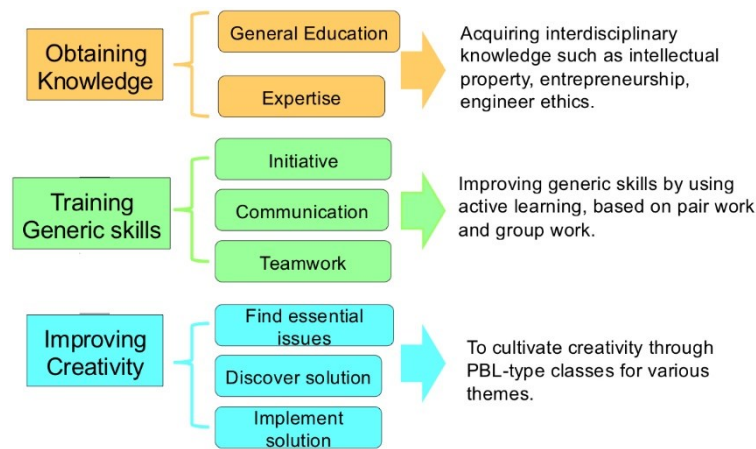 Obtaining
Knowledge
General Education
Expertise
Acquiring interdisciplinary
knowledge such as intellectual
property, entrepreneurship,
engineer ethics.
Training
Generic skills
Initiative
Communication
Teamwork
Improving generic skills by using
active learning, based on pair work
and group work.
Improving
Creativity
Find essential
issues
Discover solution
Implement
solution
To cultivate creativity through
PBL-type classes for various
themes.